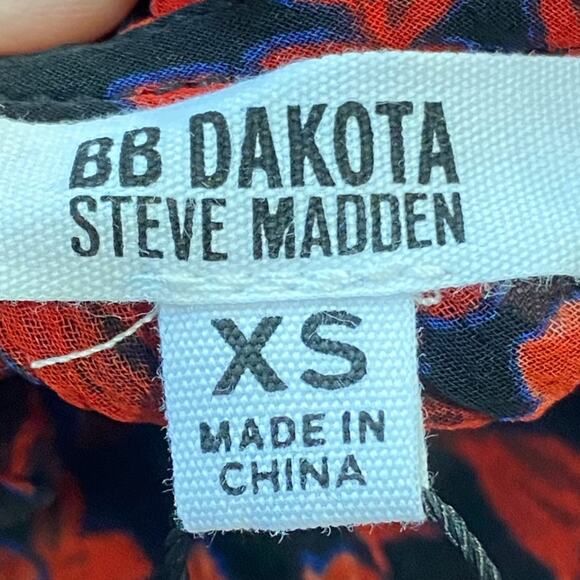 BB DAKOTA
STEVE MADDEN
XS
MADE IN
CHINA